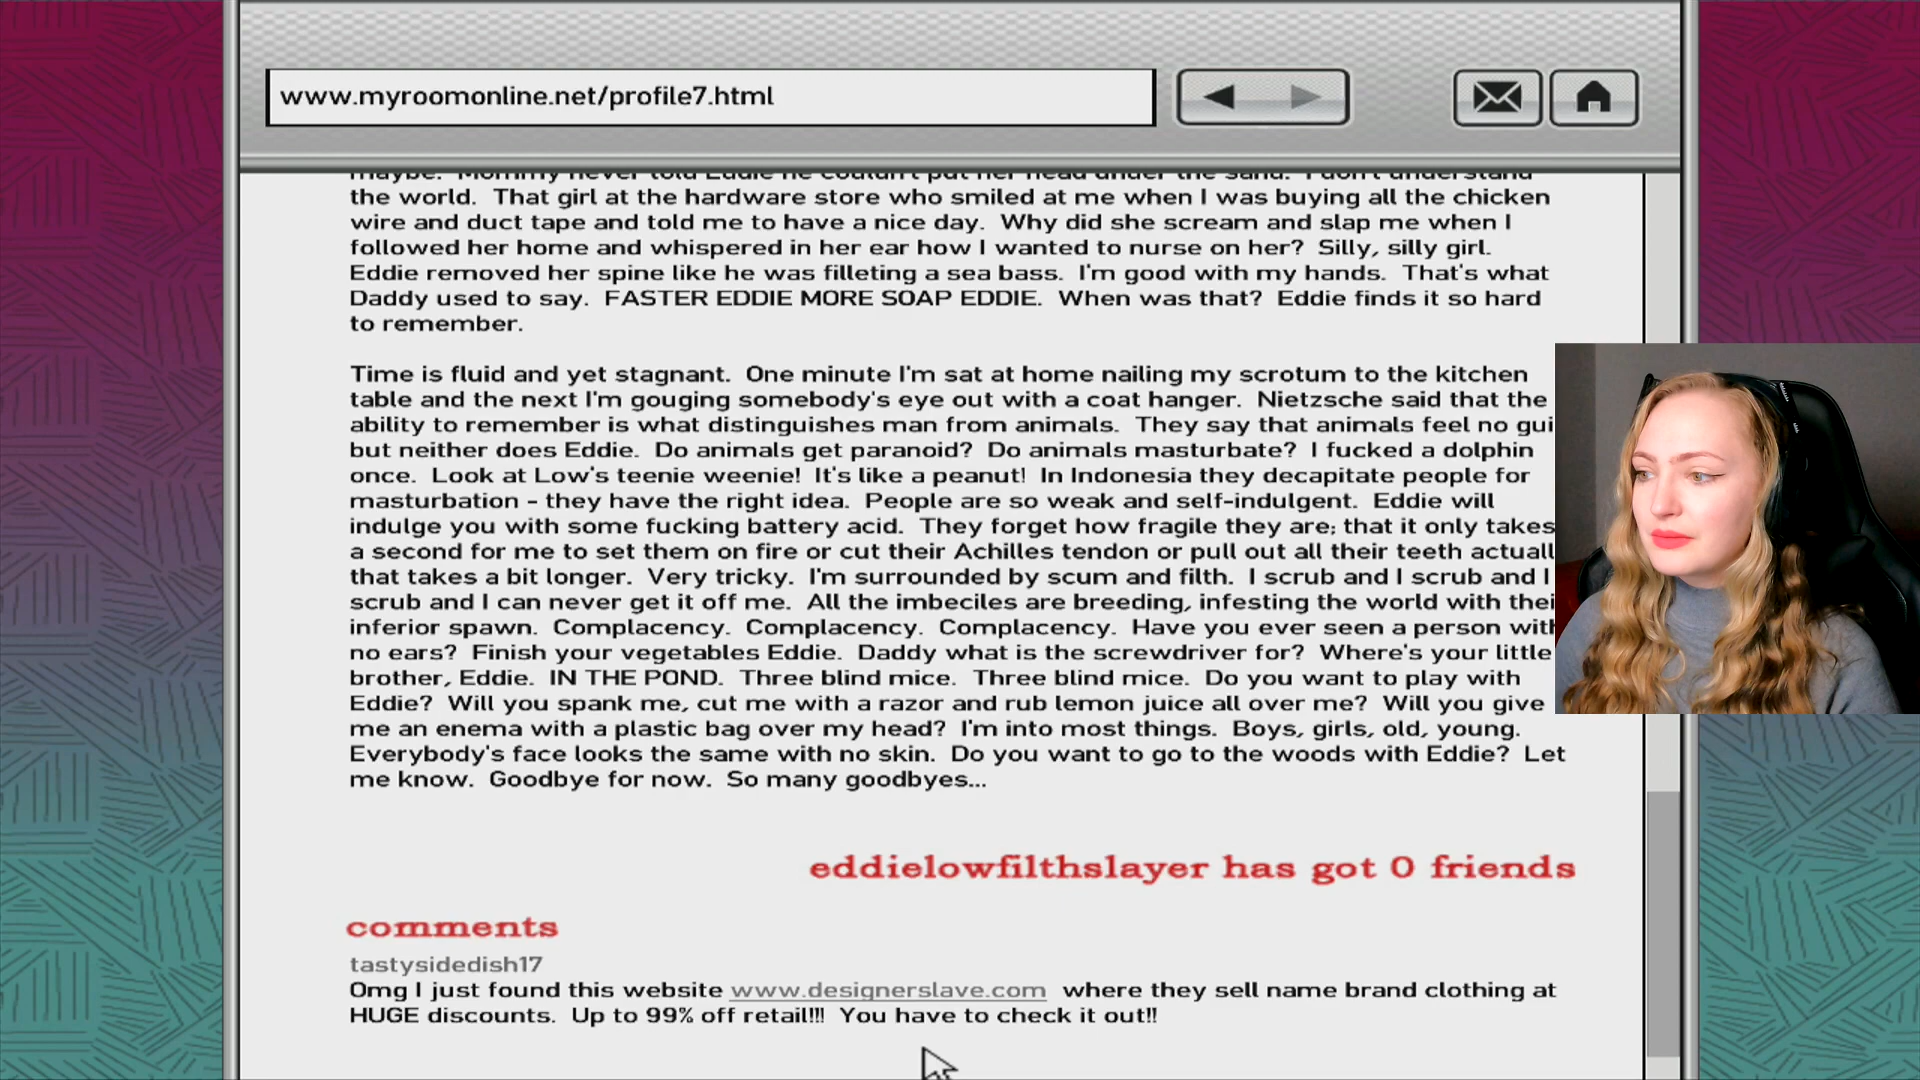 www.myroomonline.net/profile7.html
maybe. Mommy never told Eddie he couldn't put her head under the sand. I don't understand
the world. That girl at the hardware store who smiled at me when I was buying all the chicken
wire and duct tape and told me to have a nice day. Why did she scream and slap me when I
followed her home and whispered in her ear how I wanted to nurse on her? Silly, silly girl.
Eddie removed her spine like he was filleting a sea bass. I'm good with my hands. That's what
Daddy used to say. FASTER EDDIE MORE SOAP EDDIE. When was that? Eddie finds it so hard
to remember.
Time is fluid and yet stagnant. One minute I'm sat at home nailing my scrotum to the kitchen
table and the next I'm gouging somebody's eye out with a coat hanger. Nietzsche said that the
ability to remember is what distinguishes man from animals. They say that animals feel no gui
but neither does Eddie. Do animals get paranoid? Do animals masturbate? I fucked a dolphin
once. Look at Low's teenie weenie! It's like a peanut! In Indonesia they decapitate people for
masturbation - they have the right idea. People are so weak and self-indulgent. Eddie will
indulge you with some fucking battery acid. They forget how fragile they are; that it only takes
a second for me to set them on fire or cut their Achilles tendon or pull out all their teeth actuall
that takes a bit longer. Very tricky. I'm surrounded by scum and filth. I scrub and I scrub and I
scrub and I can never get it off me. All the imbeciles are breeding, infesting the world with thei
inferior spawn. Complacency. Complacency. Complacency. Have you ever seen a person with
no ears? Finish your vegetables Eddie. Daddy what is the screwdriver for? Where's your little
brother, Eddie. IN THE POND. Three blind mice. Three blind mice. Do you want to play with
Eddie? Will you spank me, cut me with a razor and rub lemon juice all over me? Will you give
me an enema with a plastic bag over my head? I'm into most things. Boys, girls, old, young.
Everybody's face looks the same with no skin. Do you want to go to the woods with Eddie? Let
me know. Goodbye for now. So many goodbyes...
eddielowfilthslayer has got 0 friends
comments
tastysidedish17
Omg I just found this website www.designerslave.com where they sell name brand clothing at
HUGE discounts. Up to 99% off retail!!! You have to check it out!!